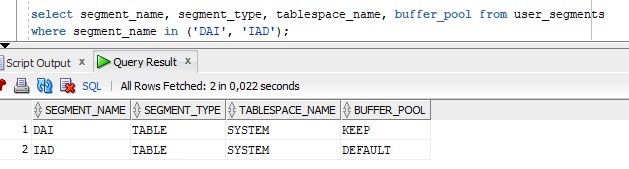 select segment_name, segment_type, tablespace_name, buffer_pool from user_segments
where segment_name in ('DAI', 'IAD');
Script Output x Query Result x
SQL | All Rows Fetched: 2 in 0,022 seconds
SEGMENT_NAME SEGMENT_TYPE TABLESPACE_NAME BUFFER_POOL
1 DAI TABLE SYSTEM KEEP
2 IAD TABLE SYSTEM DEFAULT